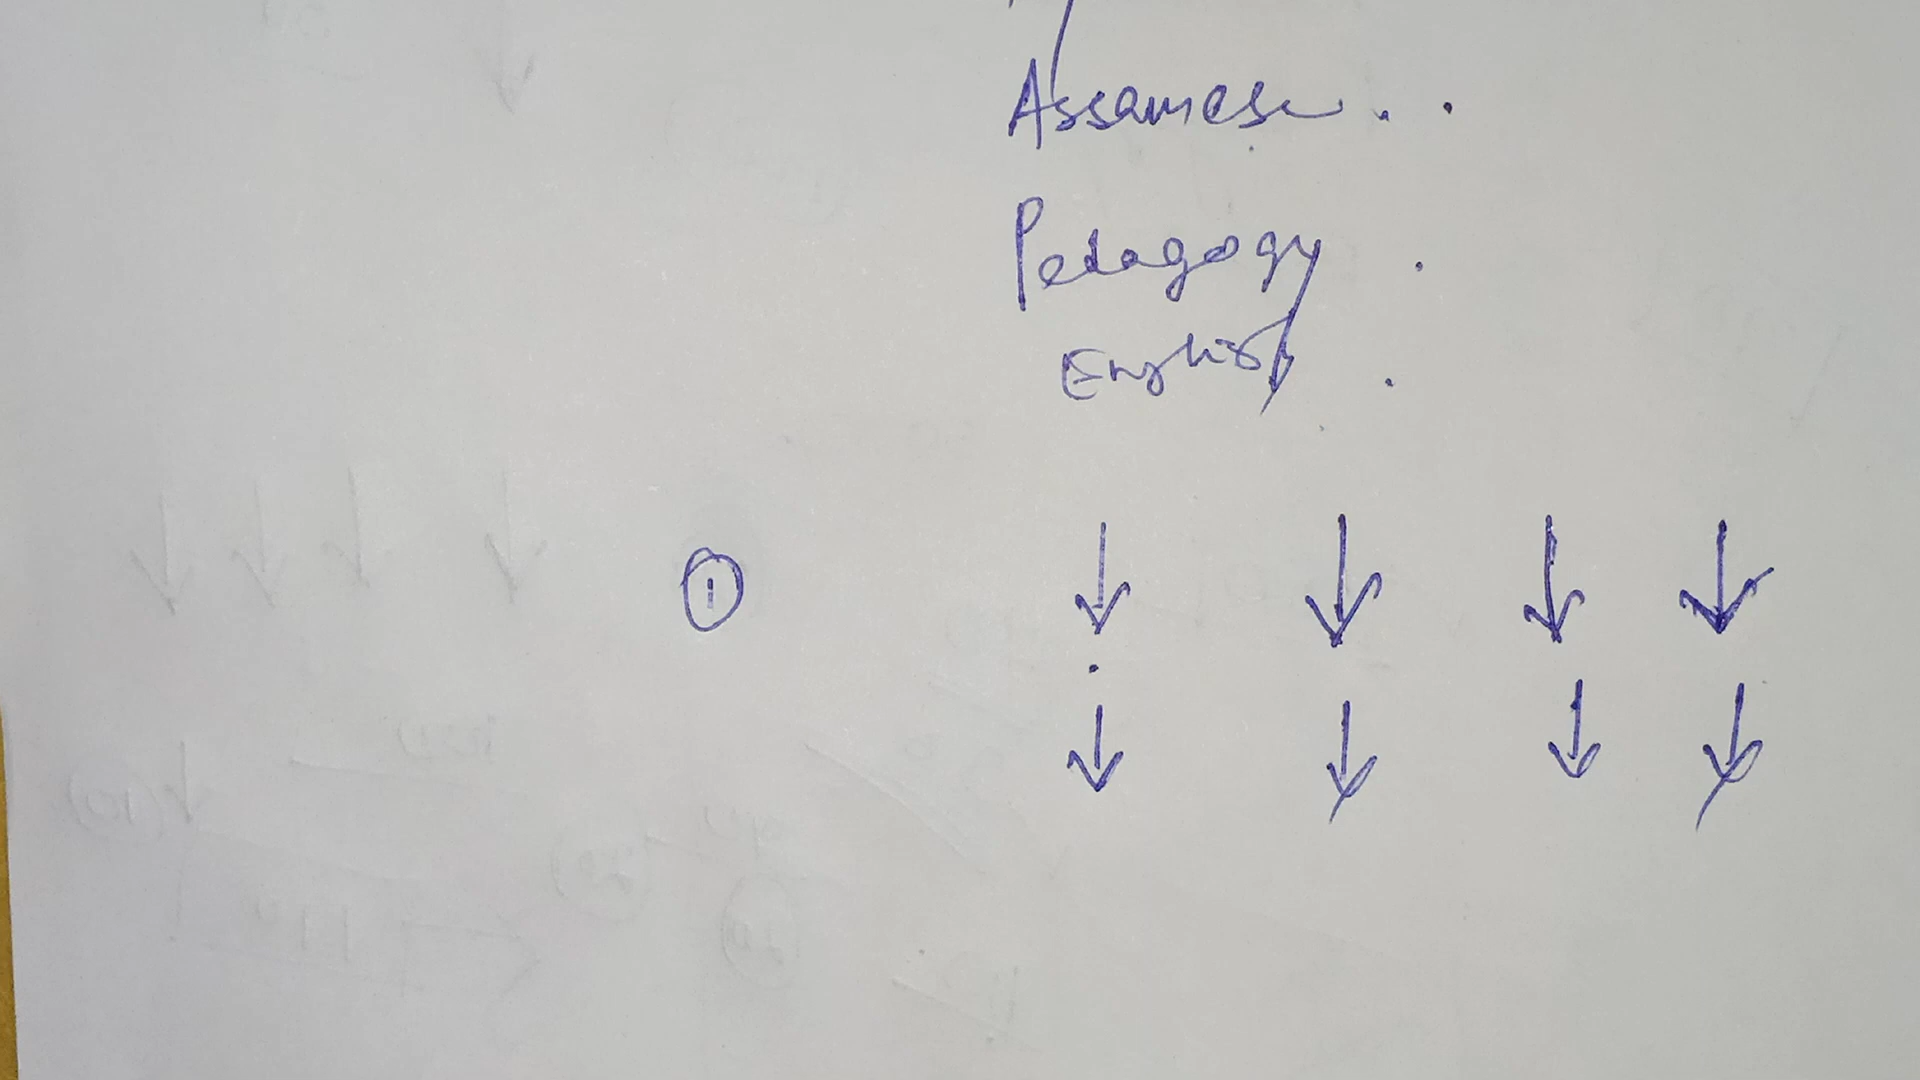 Assamese..
Pedagogy.
English.
①
↓ ↓ ↓ ↓
↓ ↓ ↓ ↓